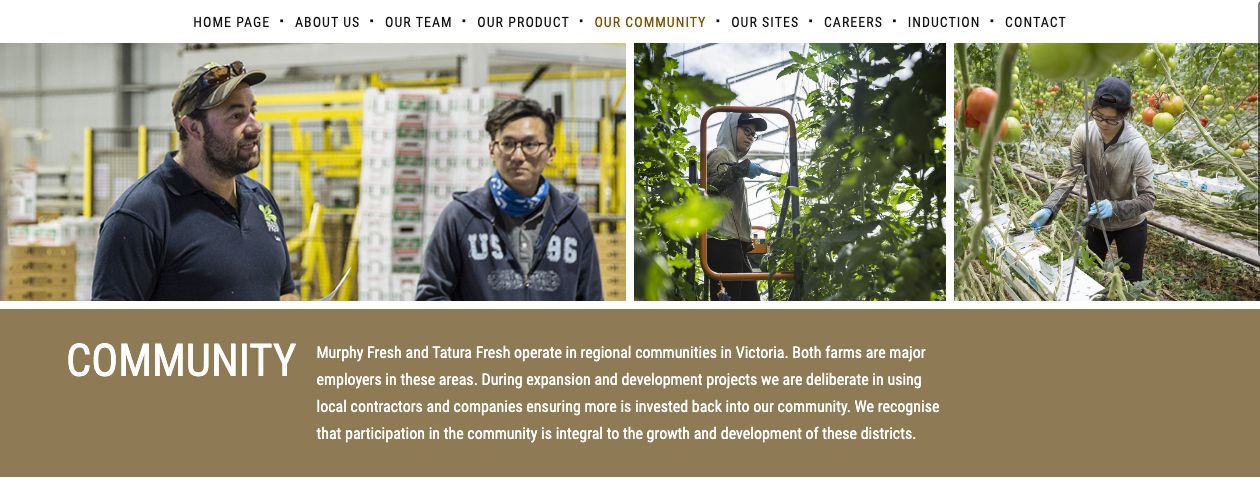 HOME PAGE ▪ ABOUT US ▪ OUR TEAM ▪ OUR PRODUCT ▪ OUR COMMUNITY ▪ OUR SITES ▪ CAREERS ▪ INDUCTION ▪ CONTACT
US 96
COMMUNITY
Murphy Fresh and Tatura Fresh operate in regional communities in Victoria. Both farms are major
employers in these areas. During expansion and development projects we are deliberate in using
local contractors and companies ensuring more is invested back into our community. We recognise
that participation in the community is integral to the growth and development of these districts.